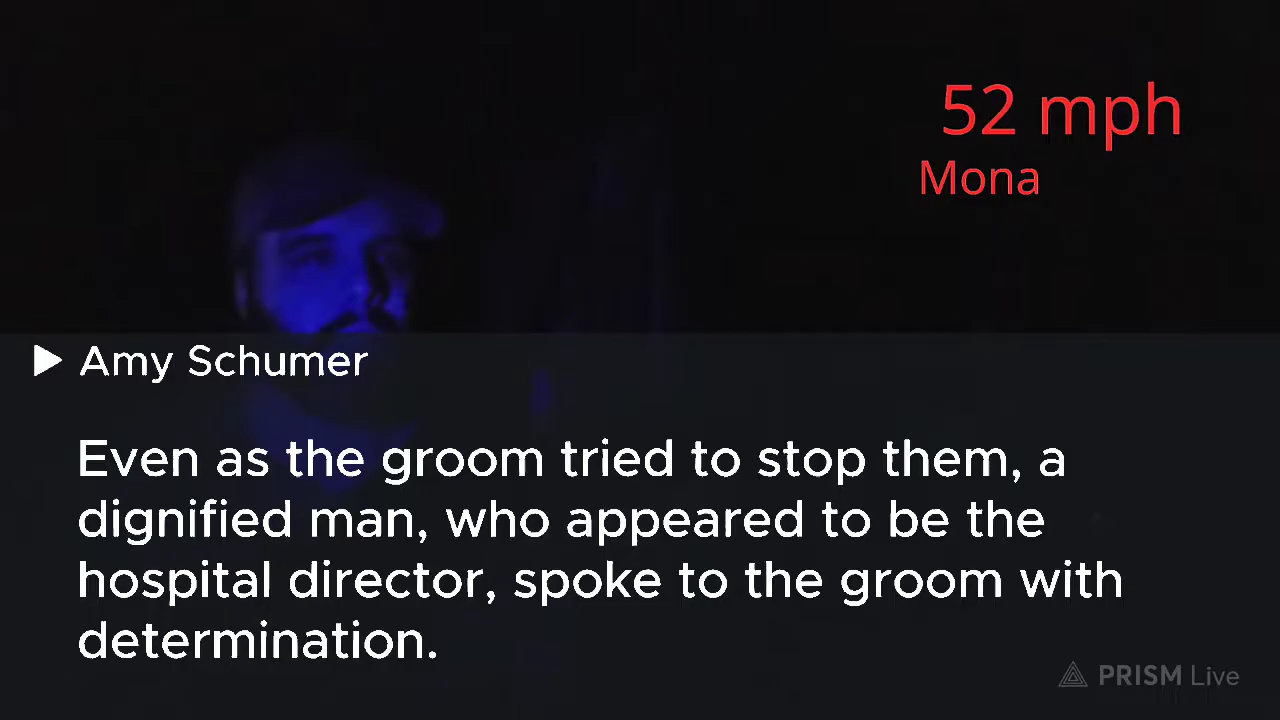 52 mph
Mona
Amy Schumer
Even as the groom tried to stop them, a
dignified man, who appeared to be the
hospital director, spoke to the groom with
determination.
PRISM Live